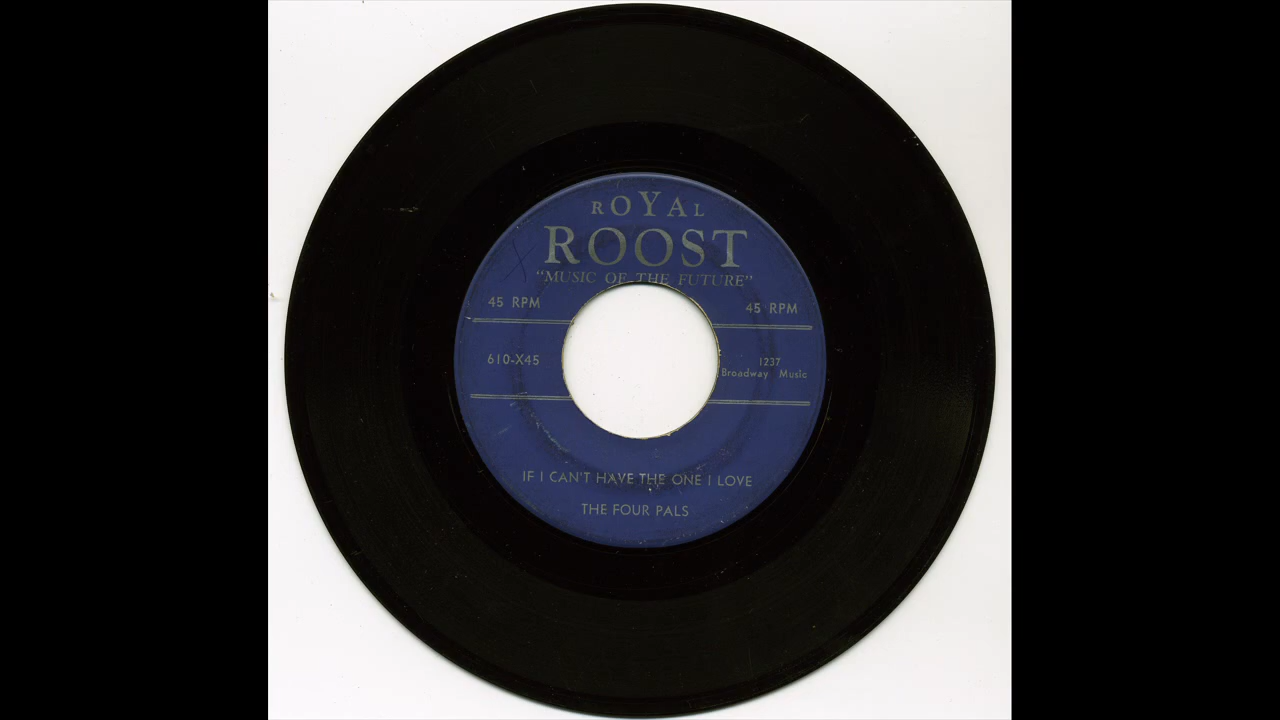 ROYAL
ROOST
"MUSIC OF THE FUTURE"
45 RPM
45 RPM
610-X45
1237
Broadway Music
IF I CAN'T HAVE THE ONE I LOVE
THE FOUR PALS